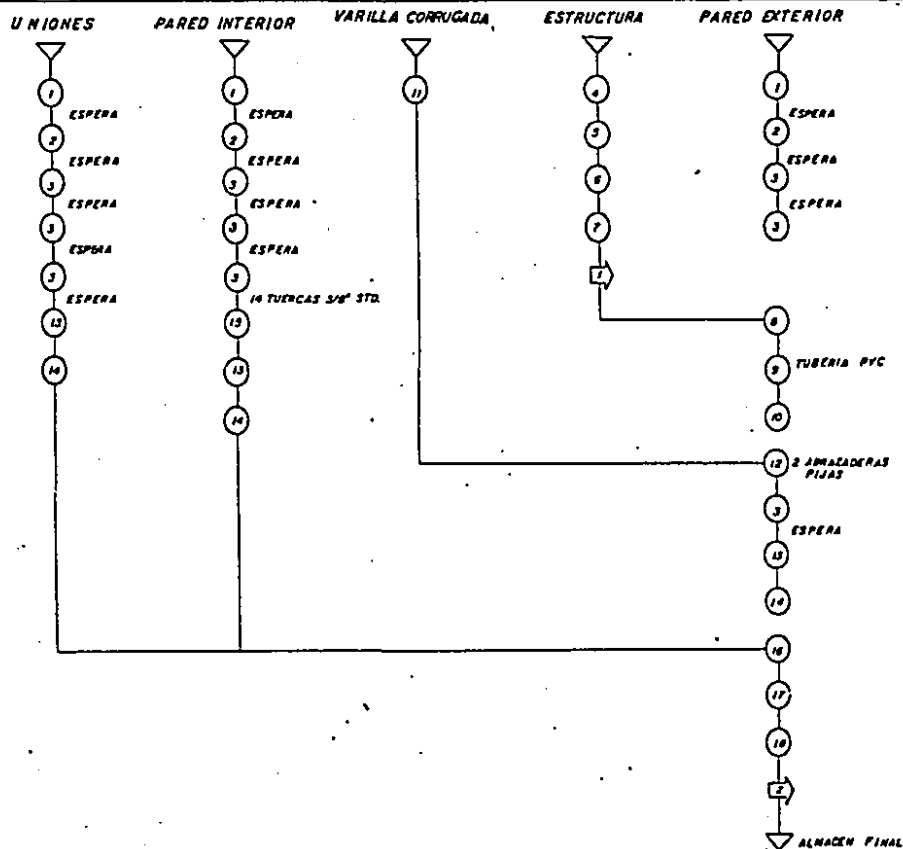 UNIONES
1
ESPERA
2
ESPERA
3
ESPERA
3
ESPERA
3
ESPERA
13
14
PARED INTERIOR
1
ESPERA
2
ESPERA
3
ESPERA
3
ESPERA
3
14 TUERCAS 3/8" STD.
15
13
14
VARILLA CORRUGADA
11
ESTRUCTURA
4
5
6
7
1
PARED EXTERIOR
1
ESPERA
2
ESPERA
3
ESPERA
3
8
9
TUBERIA PVC
10
12
2 ABRAZADERAS
PIJAS
3
ESPERA
13
14
16
17
18
2
ALMACEN FINAL